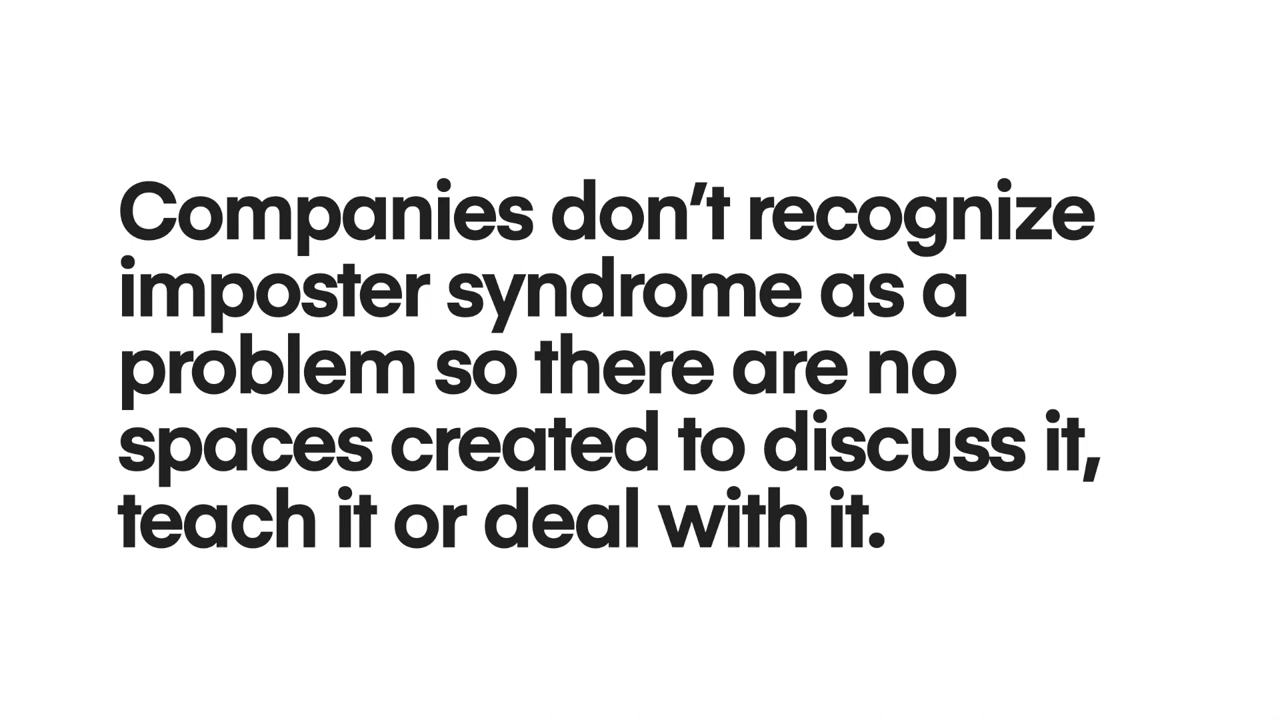 Companies don’t recognize
imposter syndrome as a
problem so there are no
spaces created to discuss it,
teach it or deal with it.